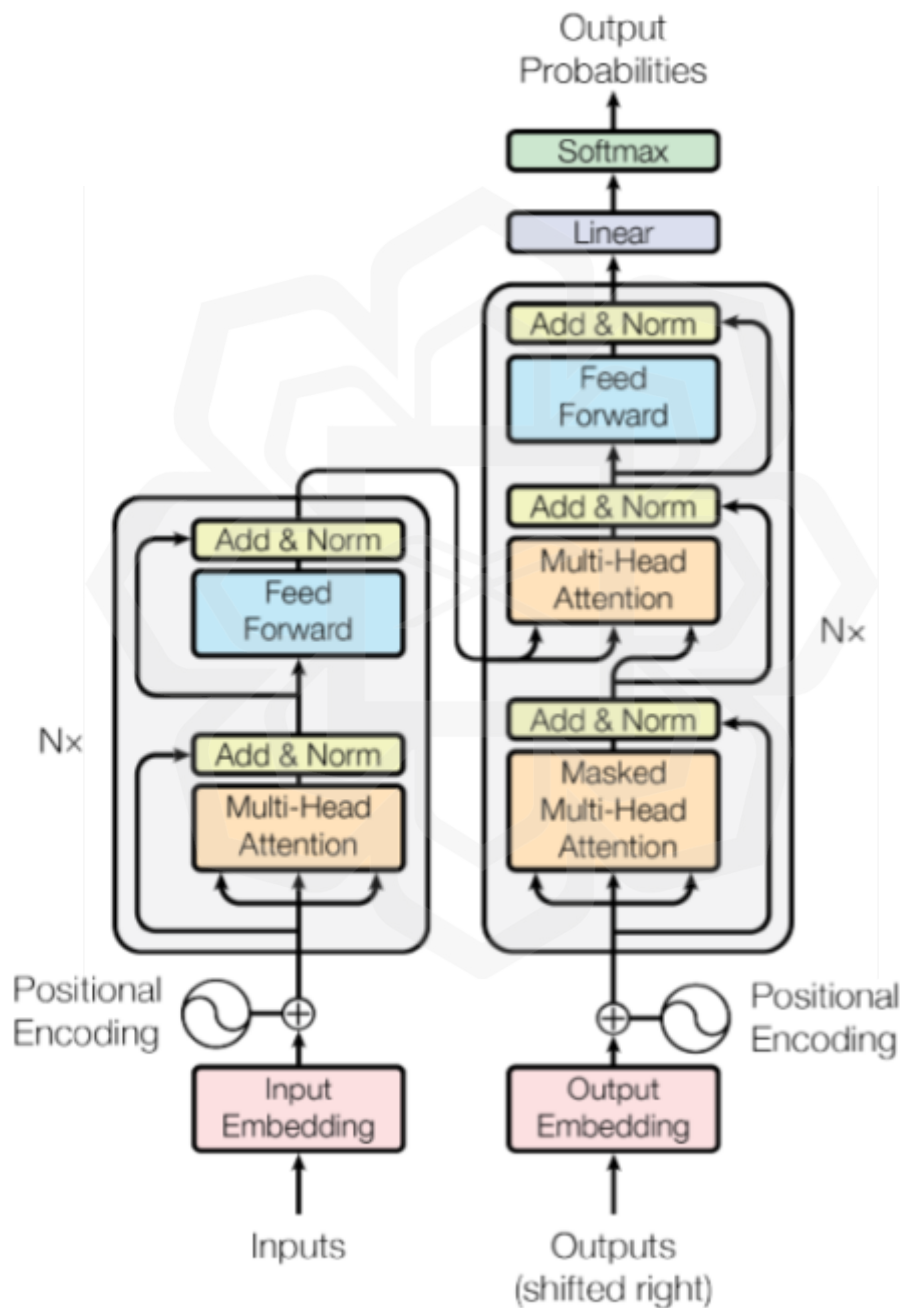 Output
Probabilities
Softmax
Linear
Add & Norm
Feed
Forward
Add & Norm
Multi-Head
Attention
Add & Norm
Masked
Multi-Head
Attention
Nx
Add & Norm
Feed
Forward
Add & Norm
Multi-Head
Attention
Nx
Positional
Encoding
Positional
Encoding
Input
Embedding
Output
Embedding
Inputs
Outputs
(shifted right)